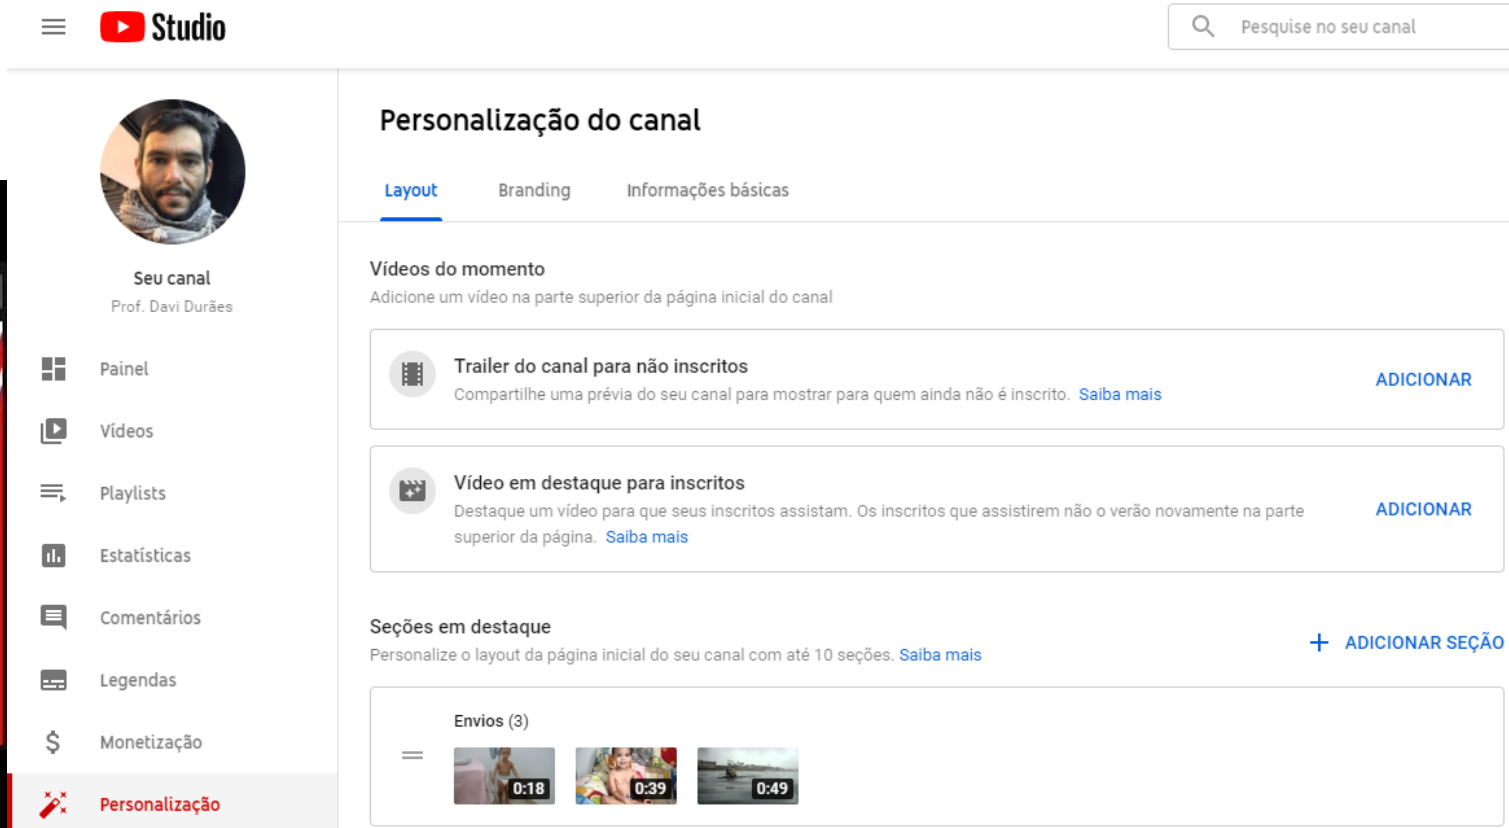 Studio
Pesquise no seu canal
Seu canal
Prof. Davi Durães
Painel
Vídeos
Playlists
Estatísticas
Comentários
Legendas
Monetização
Personalização
Personalização do canal
Layout Branding Informações básicas
Vídeos do momento
Adicione um vídeo na parte superior da página inicial do canal
Trailer do canal para não inscritos
Compartilhe uma prévia do seu canal para mostrar para quem ainda não é inscrito. Saiba mais
ADICIONAR
Vídeo em destaque para inscritos
Destaque um vídeo para que seus inscritos assistam. Os inscritos que assistirem não o verão novamente na parte
superior da página. Saiba mais
ADICIONAR
Seções em destaque
Personalize o layout da página inicial do seu canal com até 10 seções. Saiba mais
+ ADICIONAR SEÇÃO
Envios (3)
0:18 0:39 0:49